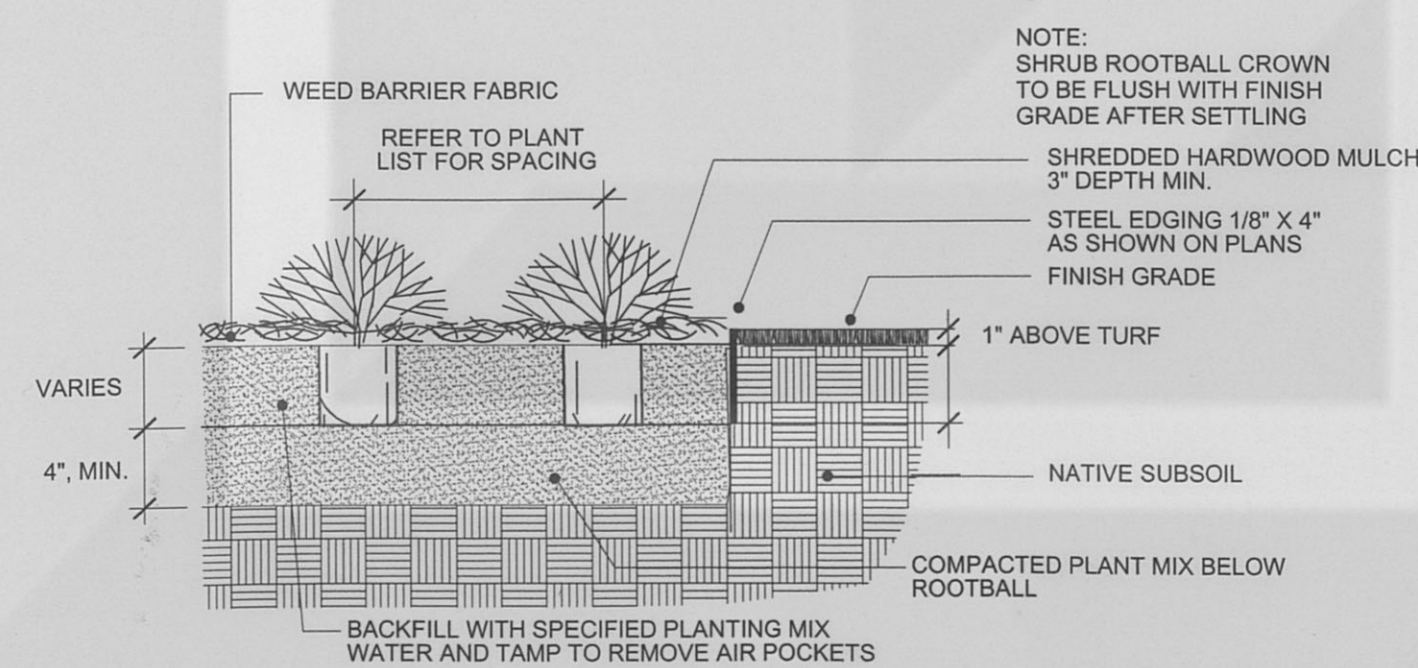 NOTE:
SHRUB ROOTBALL CROWN
TO BE FLUSH WITH FINISH
GRADE AFTER SETTLING
WEED BARRIER FABRIC
REFER TO PLANT
LIST FOR SPACING
SHREDDED HARDWOOD MULCH
3" DEPTH MIN.
STEEL EDGING 1/8" X 4"
AS SHOWN ON PLANS
FINISH GRADE
1" ABOVE TURF
VARIES
4", MIN.
NATIVE SUBSOIL
COMPACTED PLANT MIX BELOW
ROOTBALL
BACKFILL WITH SPECIFIED PLANTING MIX
WATER AND TAMP TO REMOVE AIR POCKETS